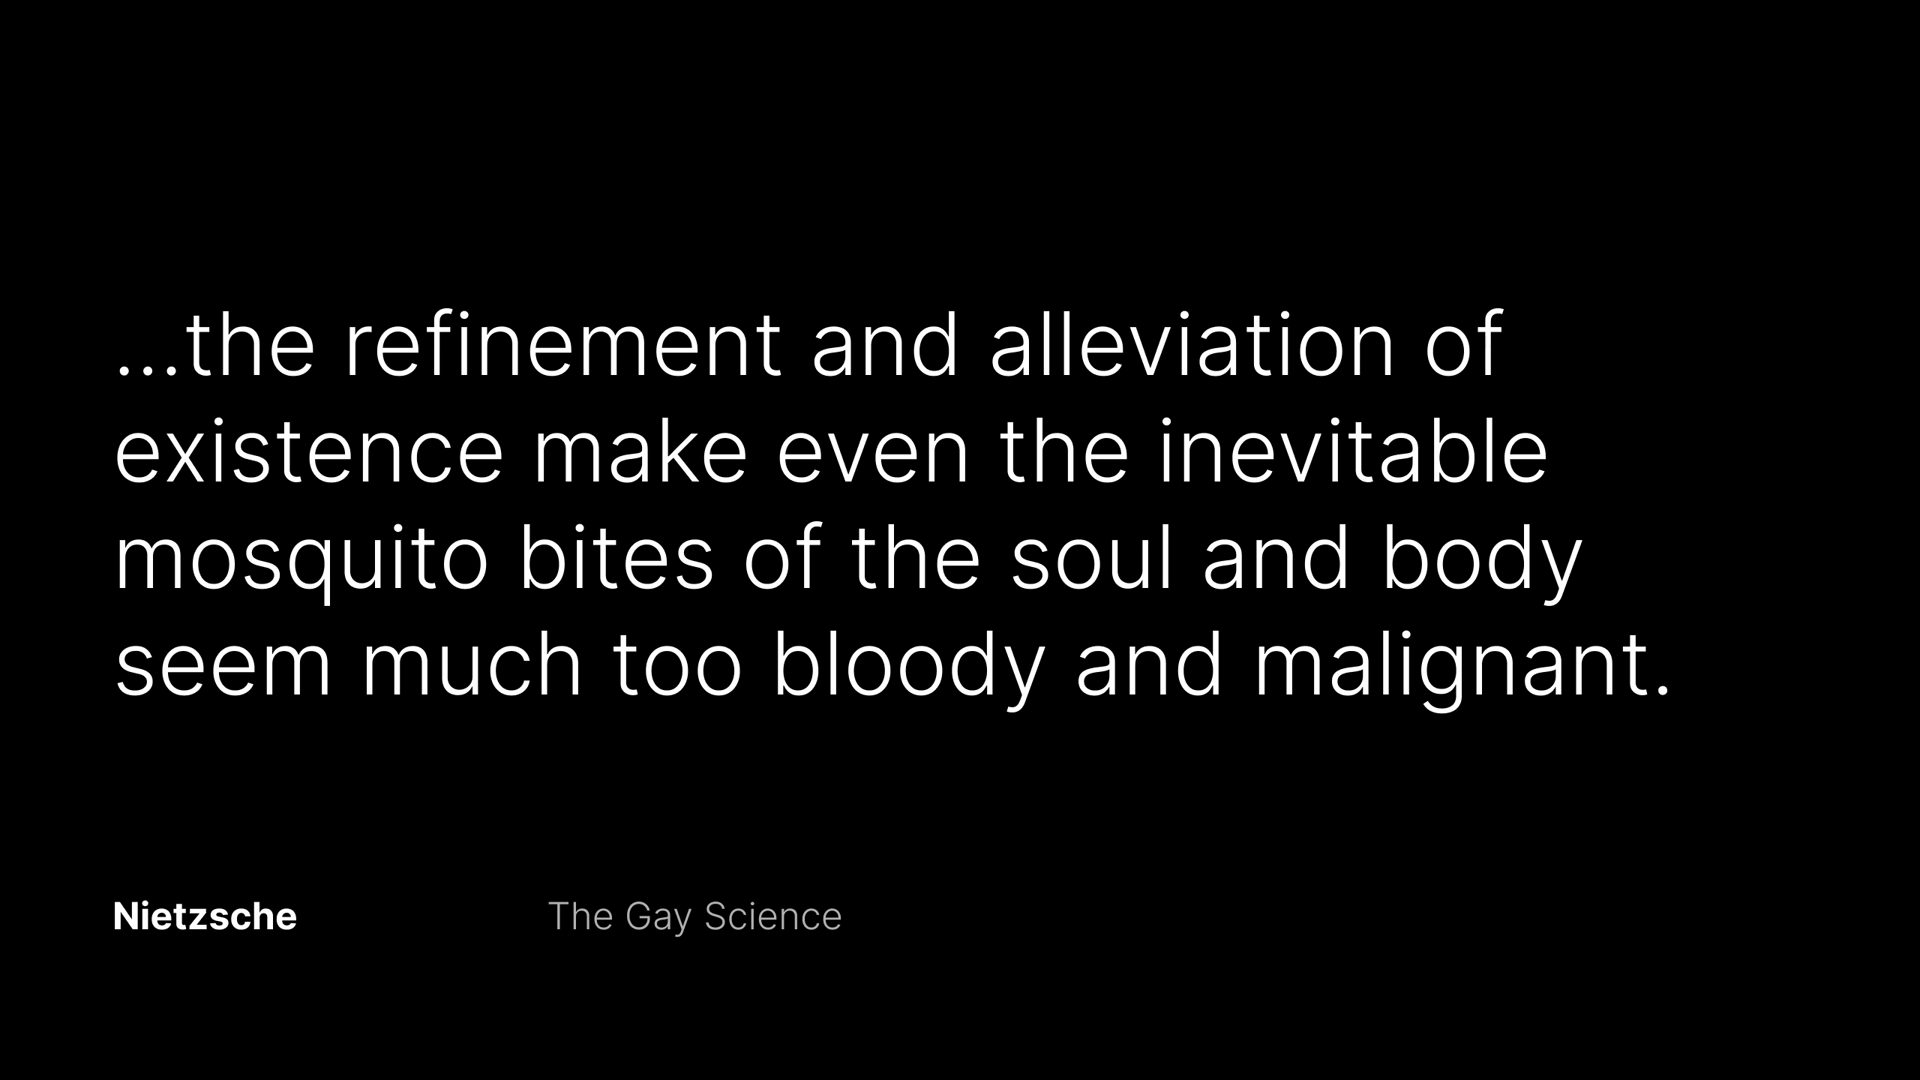 ...the refinement and alleviation of
existence make even the inevitable
mosquito bites of the soul and body
seem much too bloody and malignant.
Nietzsche The Gay Science